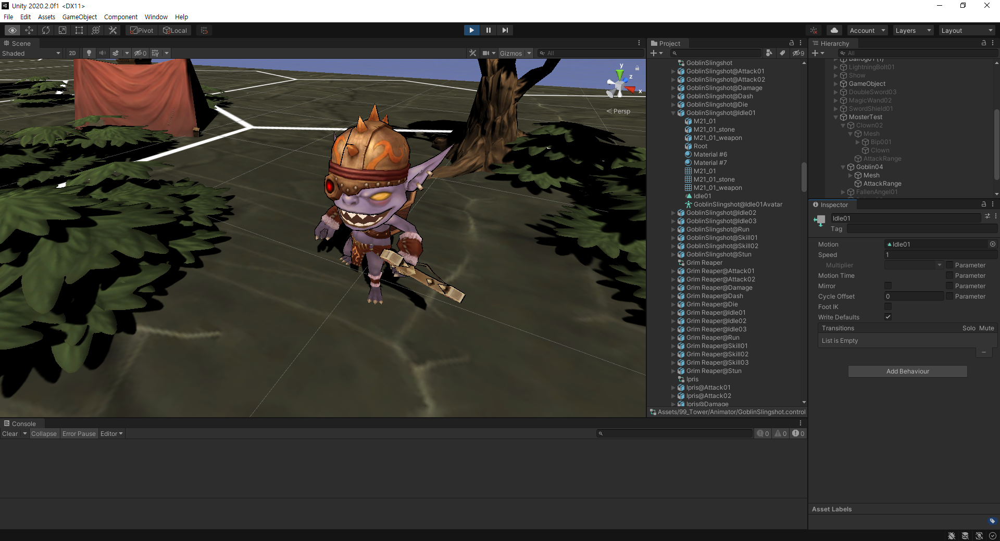 Unity 2020.2.0f1 <DX11>
File Edit Assets GameObject Component Window Help
Pivot Local
Account Layers Layout
Scene
Shaded 2D 0 Gizmos All
y
z
x
Persp
Project
9
GoblinSlingshot
GoblinSlingshot@Attack01
GoblinSlingshot@Attack02
GoblinSlingshot@Damage
GoblinSlingshot@Dash
GoblinSlingshot@Die
GoblinSlingshot@Idle01
M21_01
M21_01_stone
M21_01_weapon
Root
Material #6
Material #7
M21_01
M21_01_stone
M21_01_weapon
Idle01
GoblinSlingshot@Idle01Avatar
GoblinSlingshot@Idle02
GoblinSlingshot@Idle03
GoblinSlingshot@Run
GoblinSlingshot@Skill01
GoblinSlingshot@Skill02
GoblinSlingshot@Stun
Grim Reaper
Grim Reaper@Attack01
Grim Reaper@Attack02
Grim Reaper@Damage
Grim Reaper@Dash
Grim Reaper@Die
Grim Reaper@Idle01
Grim Reaper@Idle02
Grim Reaper@Idle03
Grim Reaper@Run
Grim Reaper@Skill01
Grim Reaper@Skill02
Grim Reaper@Skill03
Grim Reaper@Stun
Ipris
Ipris@Attack01
Ipris@Attack02
Ipris@Damage
Assets/99_Tower/Animator/GoblinSlingshot.control
Hierarchy
All
Balrog01 (1)
LightningBolt01
Show
GameObject
DoubleSword03
MagicWand02
SwordShield01
MosterTest
Clown02
Mesh
Bip001
Clown
AttackRange
Goblin04
Mesh
AttackRange
FallenAngel01
Inspector
Idle01
Tag
Motion Idle01
Speed 1
Multiplier Parameter
Motion Time Parameter
Mirror Parameter
Cycle Offset 0 Parameter
Foot IK
Write Defaults
Transitions Solo Mute
List is Empty
Add Behaviour
Asset Labels
Console
Clear Collapse Error Pause Editor 0 0 0